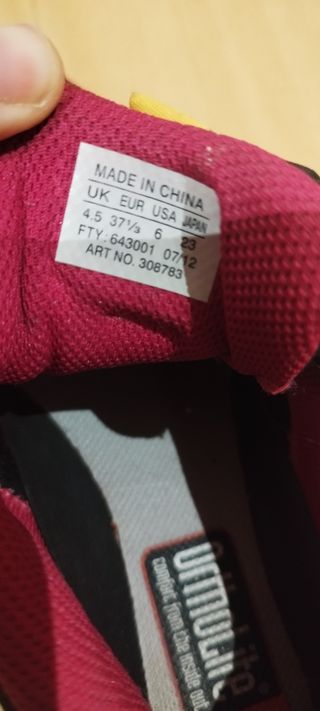 MADE IN CHINA
UK EUR USA JAPAN
4.5 37⅓ 6 23
FTY: 643001 07/12
ART NO. 308783
comfort from the inside out